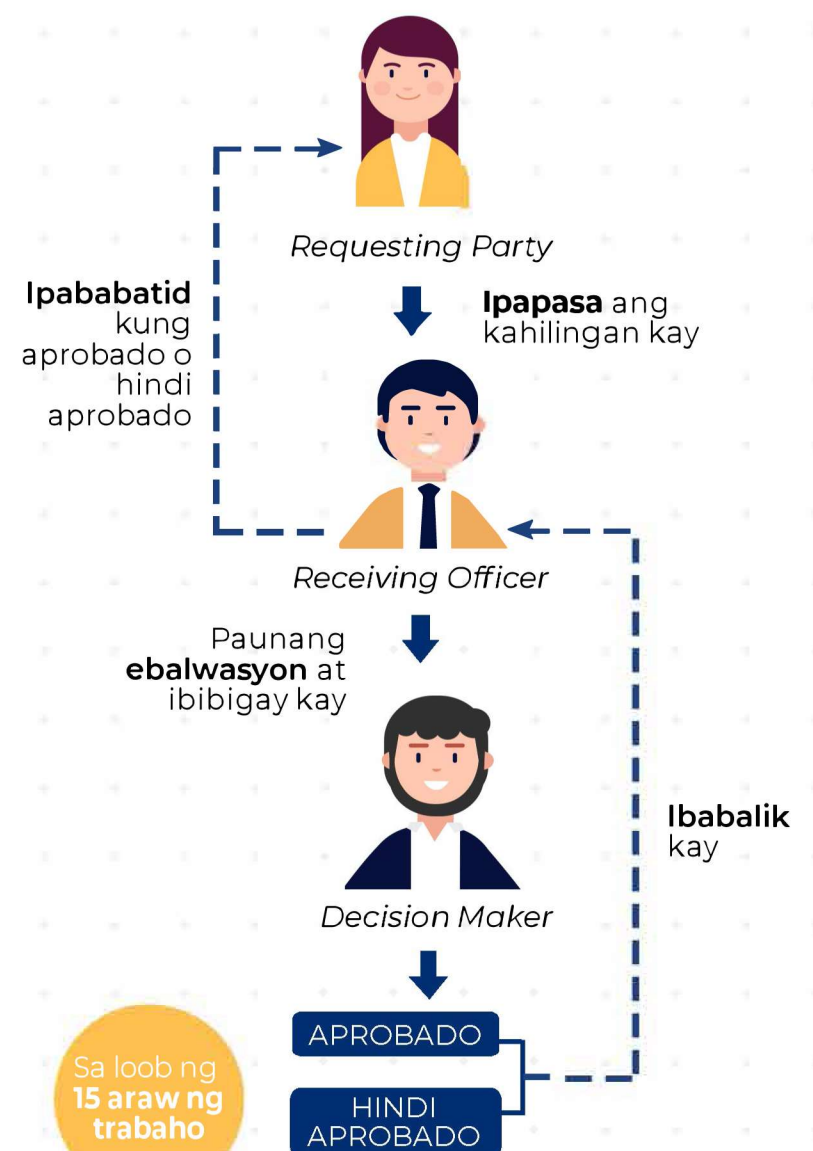 Requesting Party
Ipapasa ang
kahilingan kay
Ipababatid
kung
aprobado o
hindi
aprobado
Receiving Officer
Paunang
ebalwasyon at
ibibigay kay
Decision Maker
Ibabalik
kay
APROBADO
HINDI
APROBADO
Sa loob ng
15 araw ng
trabaho